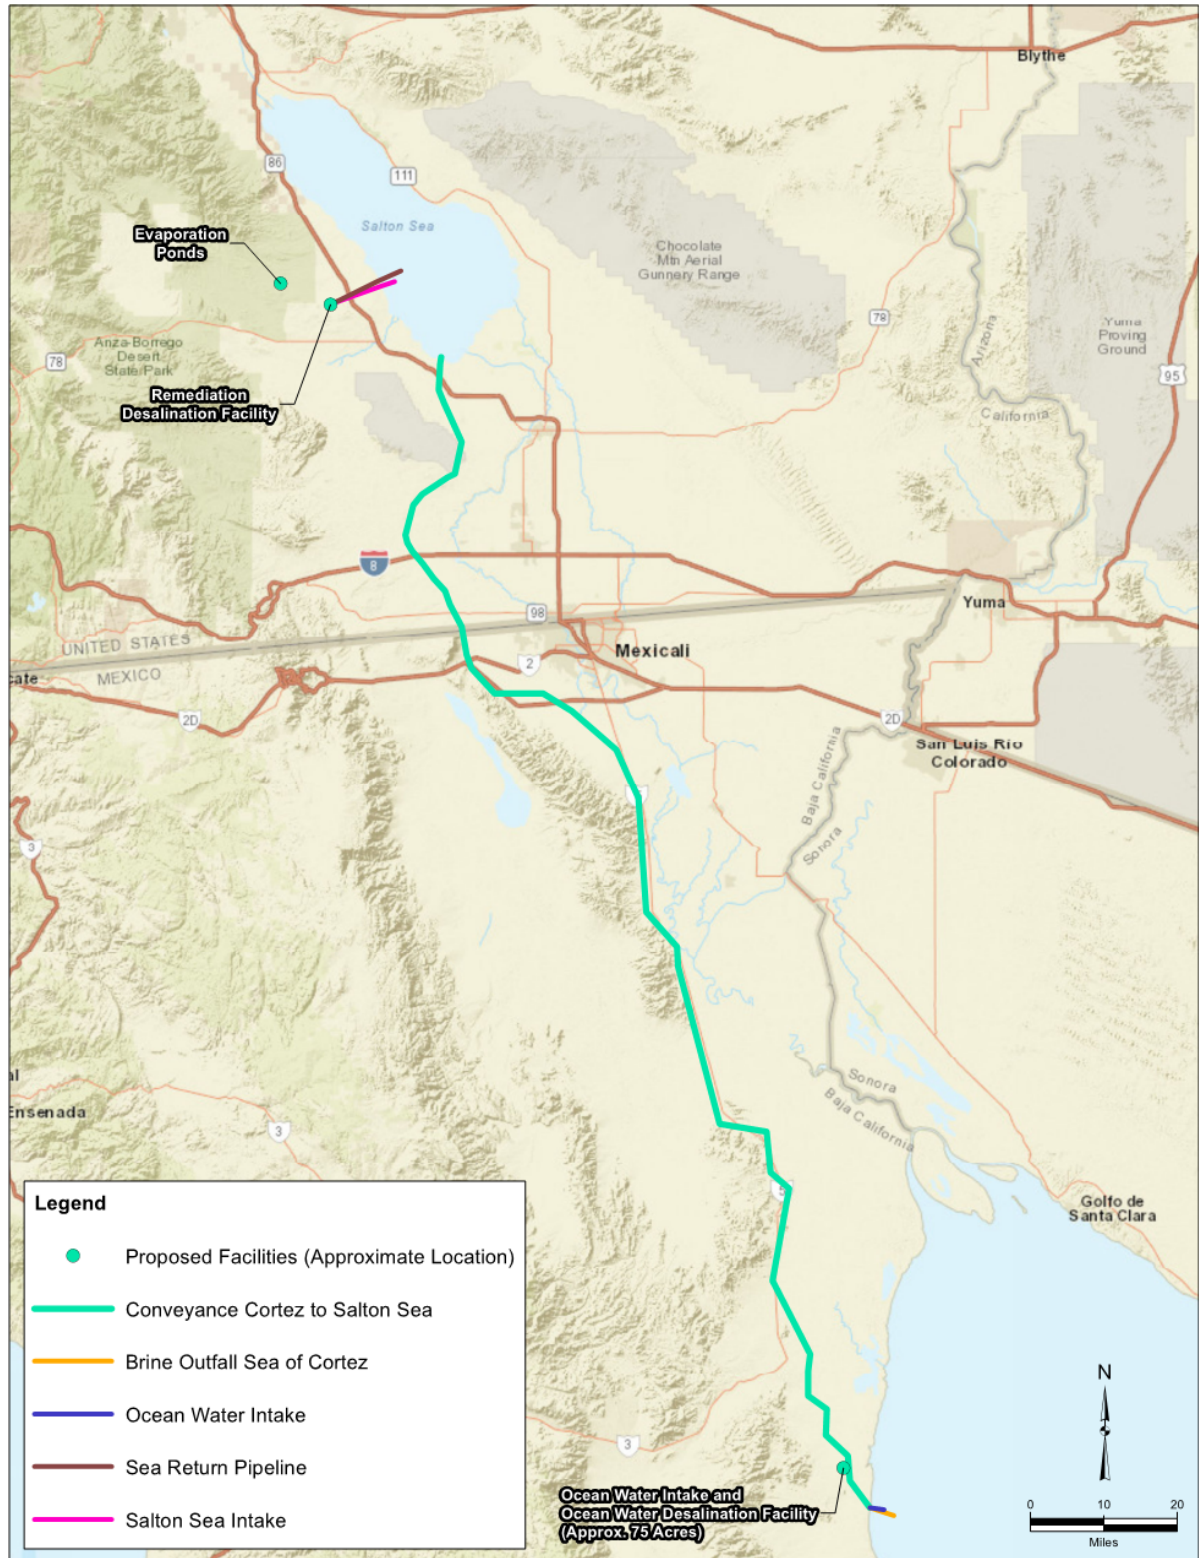 Blythe
86
111
Salton Sea
Evaporation
Ponds
Chocolate
Mtn Aerial
Gunnery Range
78
Arizona
Yuma
Proving
Ground
Anza-Borrego
Desert
State Park
78
95
Remediation
Desalination Facility
California
8
98
Yuma
UNITED STATES
MEXICO
Mexicali
2
cate
2D
2D
San Luis Río
Colorado
Baja California
Sonora
3
al
Ensenada
3
Sonora
Baja California
5
Golfo de
Santa Clara
Legend
Proposed Facilities (Approximate Location)
Conveyance Cortez to Salton Sea
Brine Outfall Sea of Cortez
Ocean Water Intake
Sea Return Pipeline
Salton Sea Intake
N
3
Ocean Water Intake and
Ocean Water Desalination Facility
(Approx. 75 Acres)
0 10 20
Miles